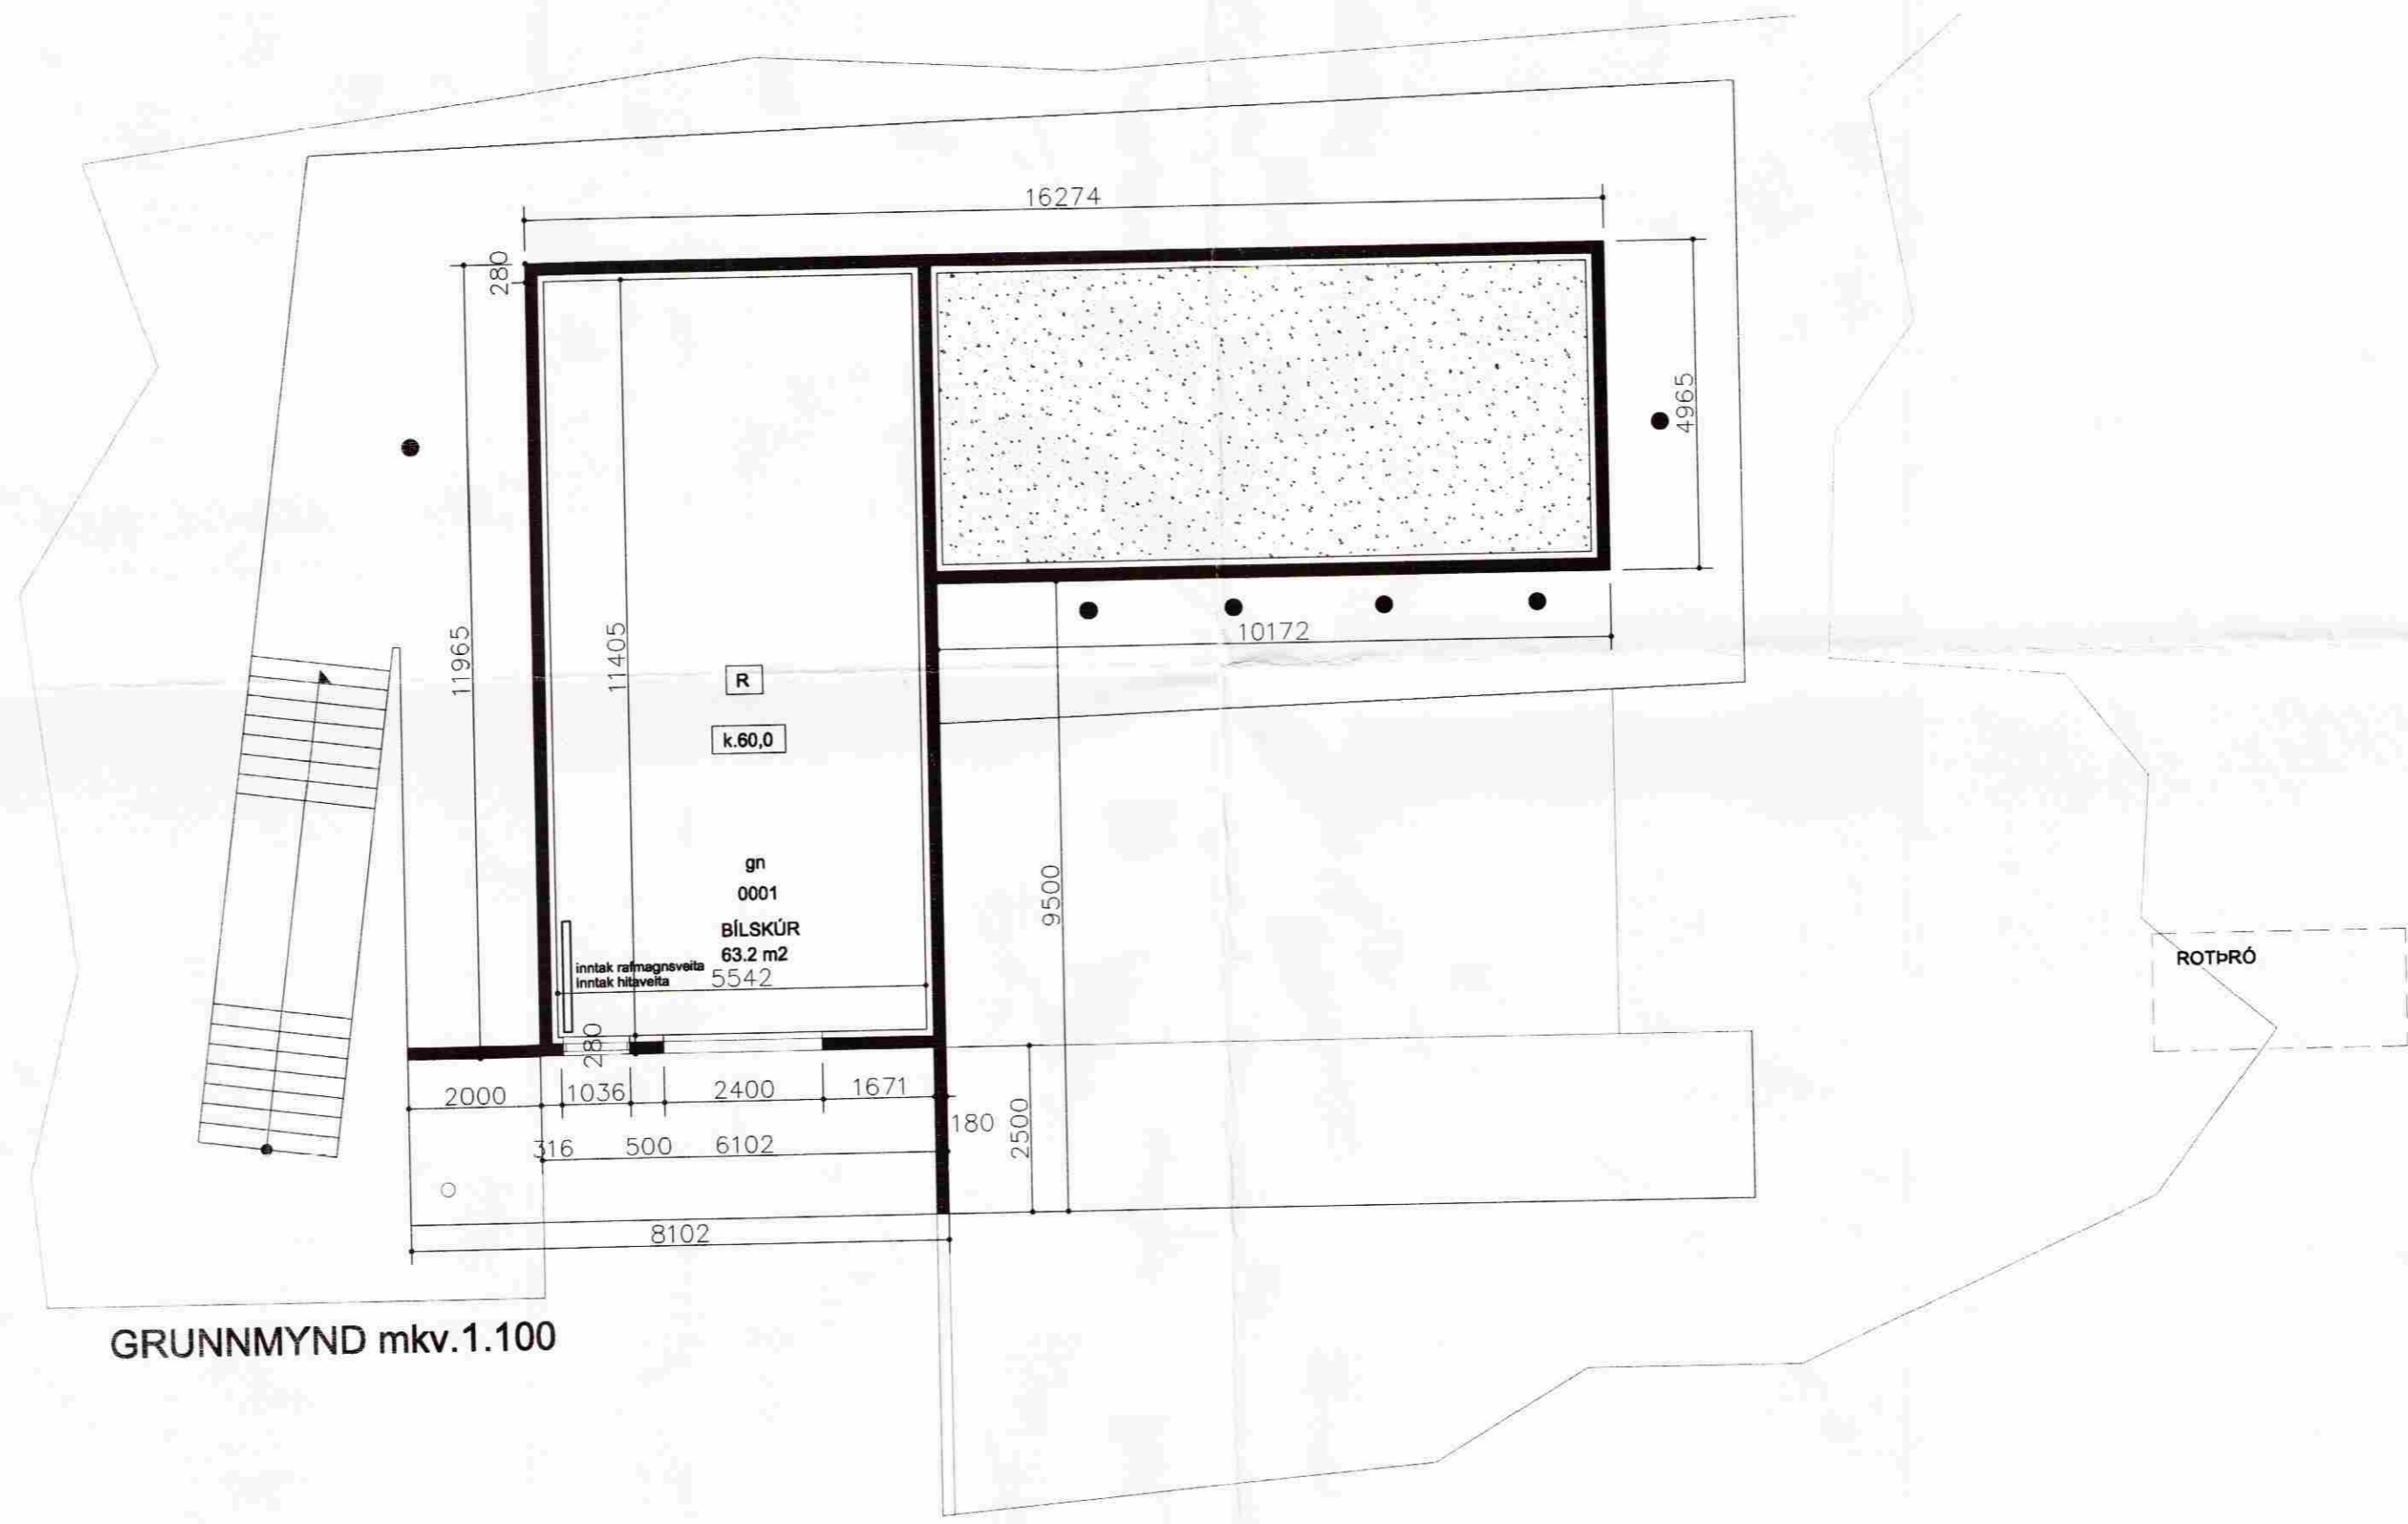 16274
280
4965
11965
11405
10172
R
k.60,0
9500
gn
0001
BÍLSKÚR
63.2 m2
inntak rafmagnsveita
inntak hitaveita
5542
ROTÞRÓ
280
2000
1036
2400
1671
180
2500
316
500
6102
8102
GRUNNMYND mkv.1.100